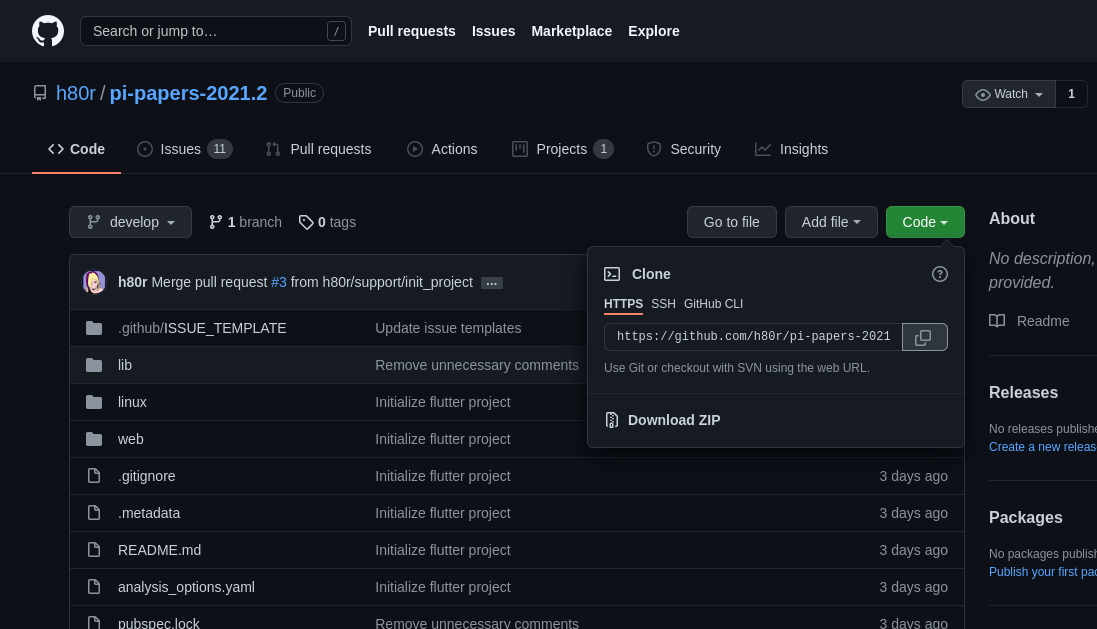 Search or jump to… /
Pull requests Issues Marketplace Explore
h80r / pi-papers-2021.2 Public
Watch 1
Code Issues 11 Pull requests Actions Projects 1 Security Insights
develop 1 branch 0 tags Go to file Add file Code
h80r Merge pull request #3 from h80r/support/init_project …
.github/ISSUE_TEMPLATE Update issue templates
lib Remove unnecessary comments
linux Initialize flutter project
web Initialize flutter project
.gitignore Initialize flutter project 3 days ago
.metadata Initialize flutter project 3 days ago
README.md Initialize flutter project 3 days ago
analysis_options.yaml Initialize flutter project 3 days ago
pubspec.lock Remove unnecessary comments 3 days ago
Clone
HTTPS SSH GitHub CLI
https://github.com/h80r/pi-papers-2021
Use Git or checkout with SVN using the web URL.
Download ZIP
About
No description,
provided.
Readme
Releases
No releases publishe
Create a new releas
Packages
No packages publish
Publish your first pac